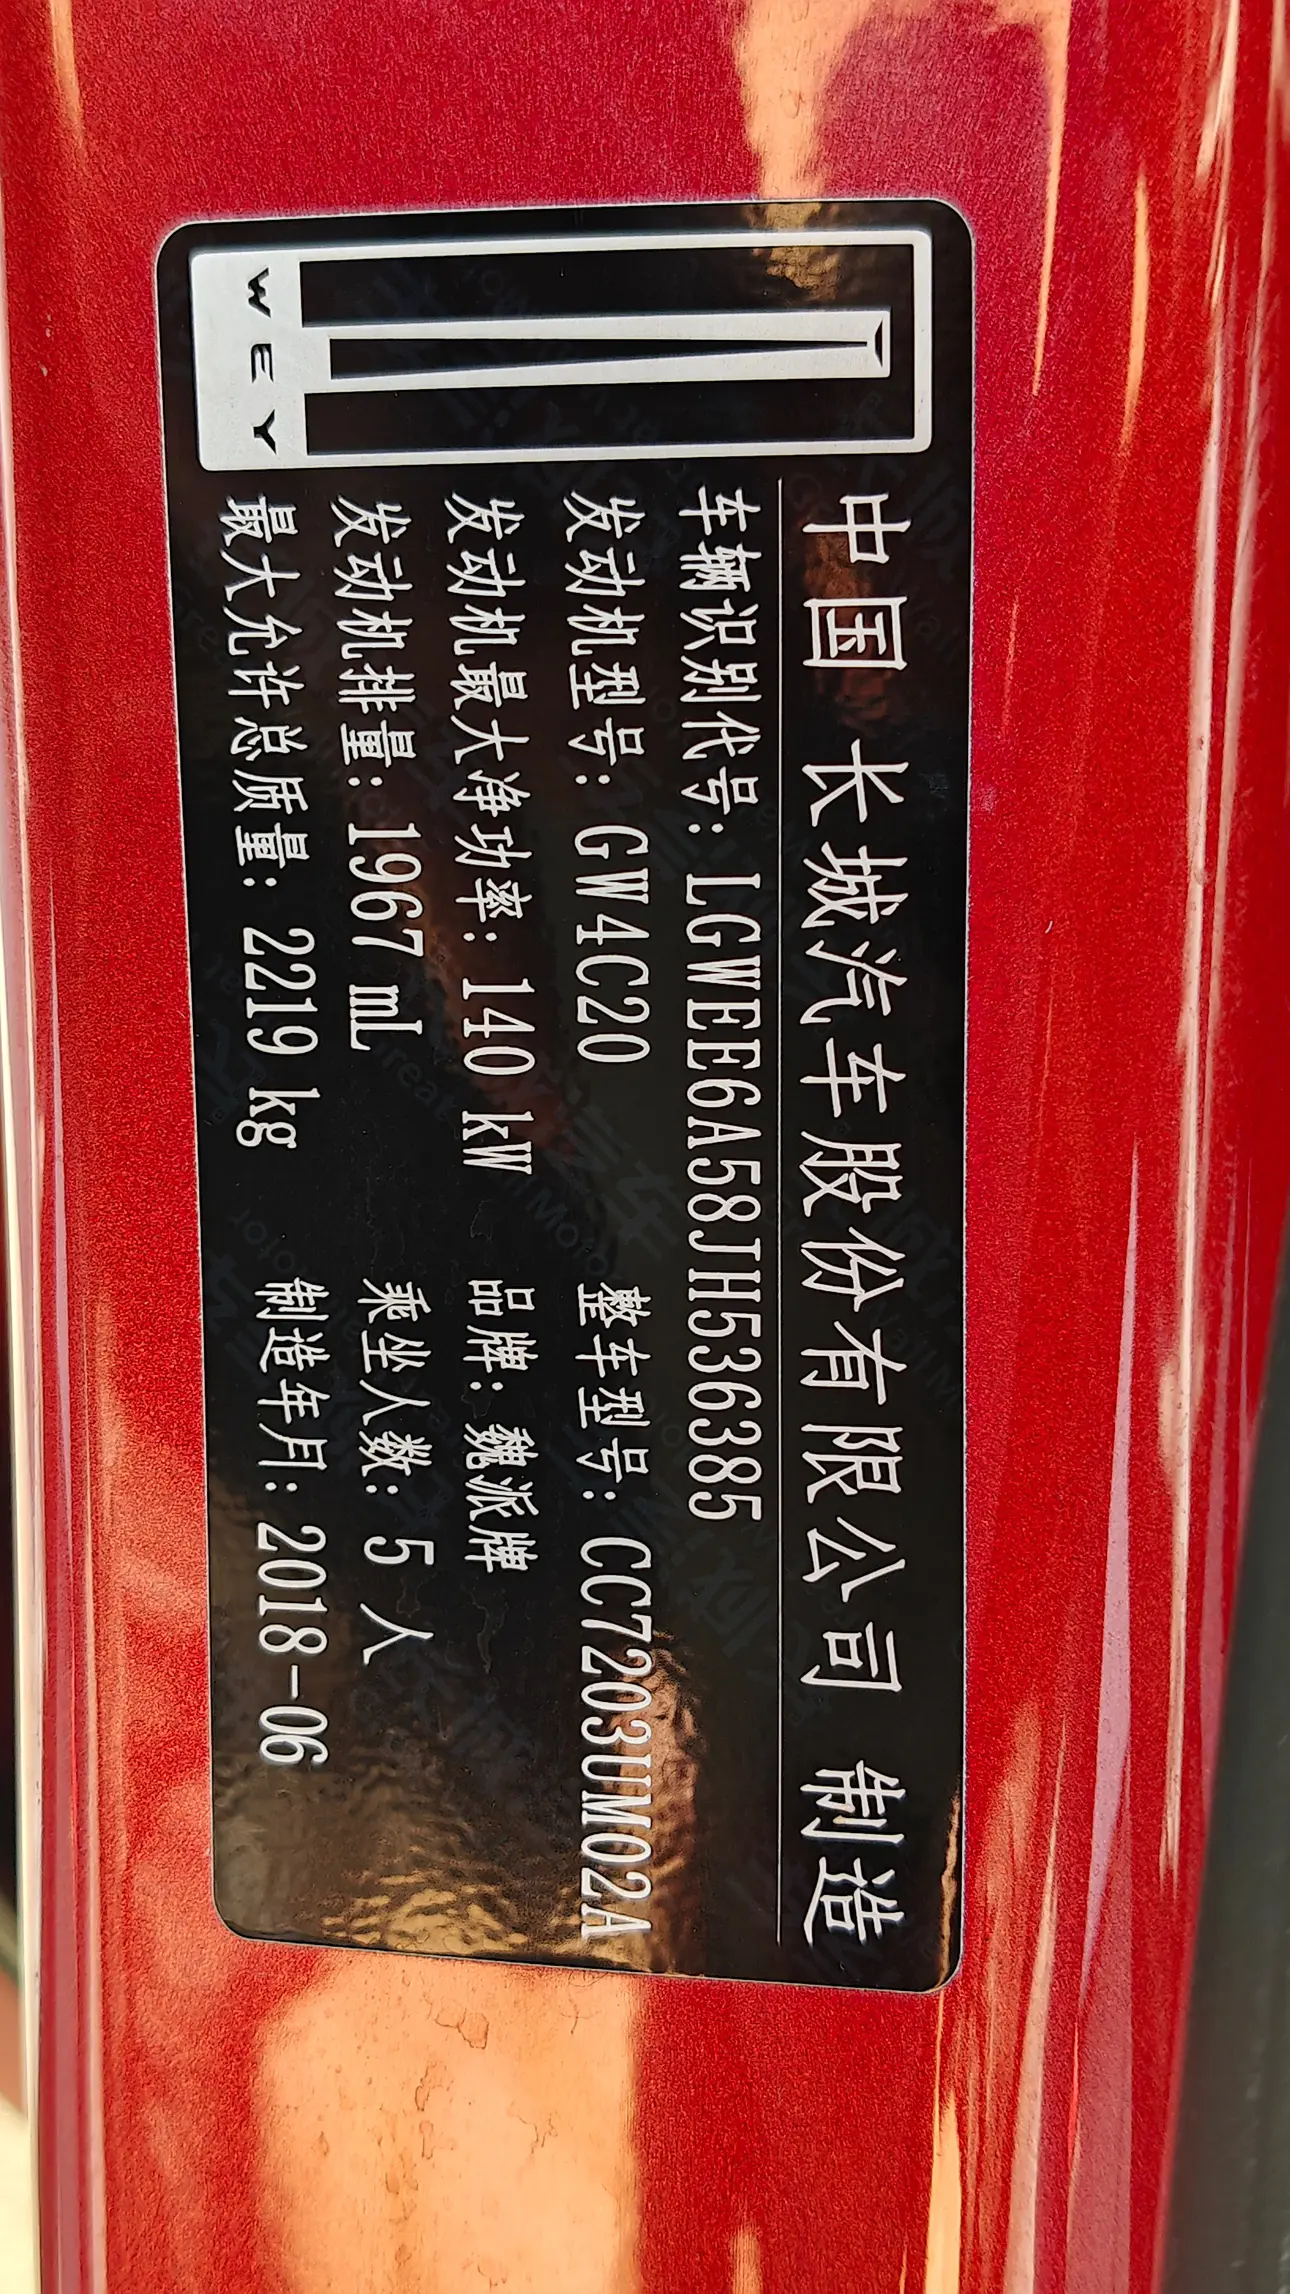 WEY
中国 长城汽车股份有限公司 制造
车辆识别代号: LGWEE6A58JH536385
发动机型号: GW4C20 整车型号: CC7203UM02A
发动机最大净功率: 140 kW 品牌: 魏派牌
发动机排量: 1967 mL 乘坐人数: 5 人
最大允许总质量: 2219 kg 制造年月: 2018-06